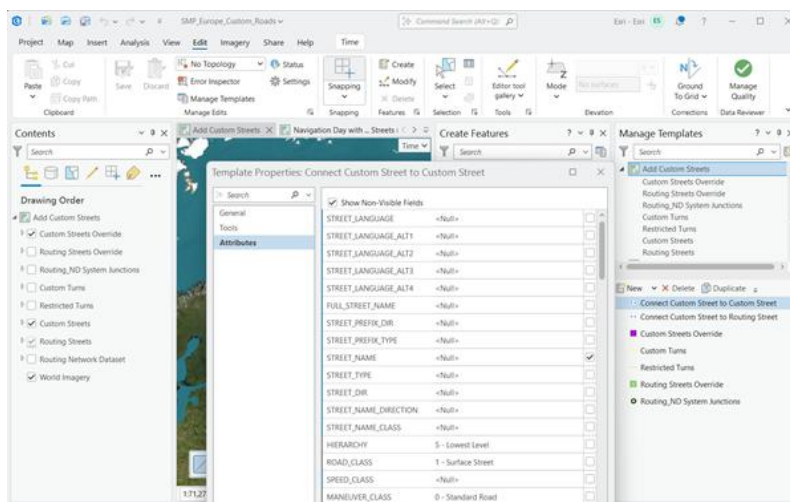 SMP_Europe_Custom_Roads
Command Search (Alt+Q)
Esri - Esri
ES
Project Map Insert Analysis View Edit Imagery Share Help Time
Paste
Cut
Copy
Copy Path
Clipboard
Save
Discard
No Topology
Error Inspector
Manage Templates
Status
Settings
Manage Edits
Snapping
Snapping
Create
Modify
Delete
Features
Select
Selection
Editor tool
gallery
Tools
Mode
No surfaces
Elevation
Ground
To Grid
Corrections
Manage
Quality
Data Reviewer
Contents
Search
Drawing Order
Add Custom Streets
Custom Streets Override
Routing Streets Override
Routing_ND System Junctions
Custom Turns
Restricted Turns
Custom Streets
Routing Streets
Routing Network Dataset
World Imagery
Add Custom Streets
Navigation Day with ... Streets
Time
1:71,27
Create Features
Search
Template Properties: Connect Custom Street to Custom Street
Search
General
Tools
Attributes
Show Non-Visible Fields
STREET_LANGUAGE <Null>
STREET_LANGUAGE_ALT1 <Null>
STREET_LANGUAGE_ALT2 <Null>
STREET_LANGUAGE_ALT3 <Null>
STREET_LANGUAGE_ALT4 <Null>
FULL_STREET_NAME <Null>
STREET_PREFIX_DIR <Null>
STREET_PREFIX_TYPE <Null>
STREET_NAME <Null>
STREET_TYPE <Null>
STREET_DIR <Null>
STREET_NAME_DIRECTION <Null>
STREET_NAME_CLASS <Null>
HIERARCHY 5 - Lowest Level
ROAD_CLASS 1 - Surface Street
SPEED_CLASS <Null>
MANEUVER_CLASS 0 - Standard Road
Manage Templates
Search
Add Custom Streets
Custom Streets Override
Routing Streets Override
Routing_ND System Junctions
Custom Turns
Restricted Turns
Custom Streets
Routing Streets
New Delete Duplicate
Connect Custom Street to Custom Street
Connect Custom Street to Routing Street
Custom Streets Override
Custom Turns
Restricted Turns
Routing Streets Override
Routing_ND System Junctions